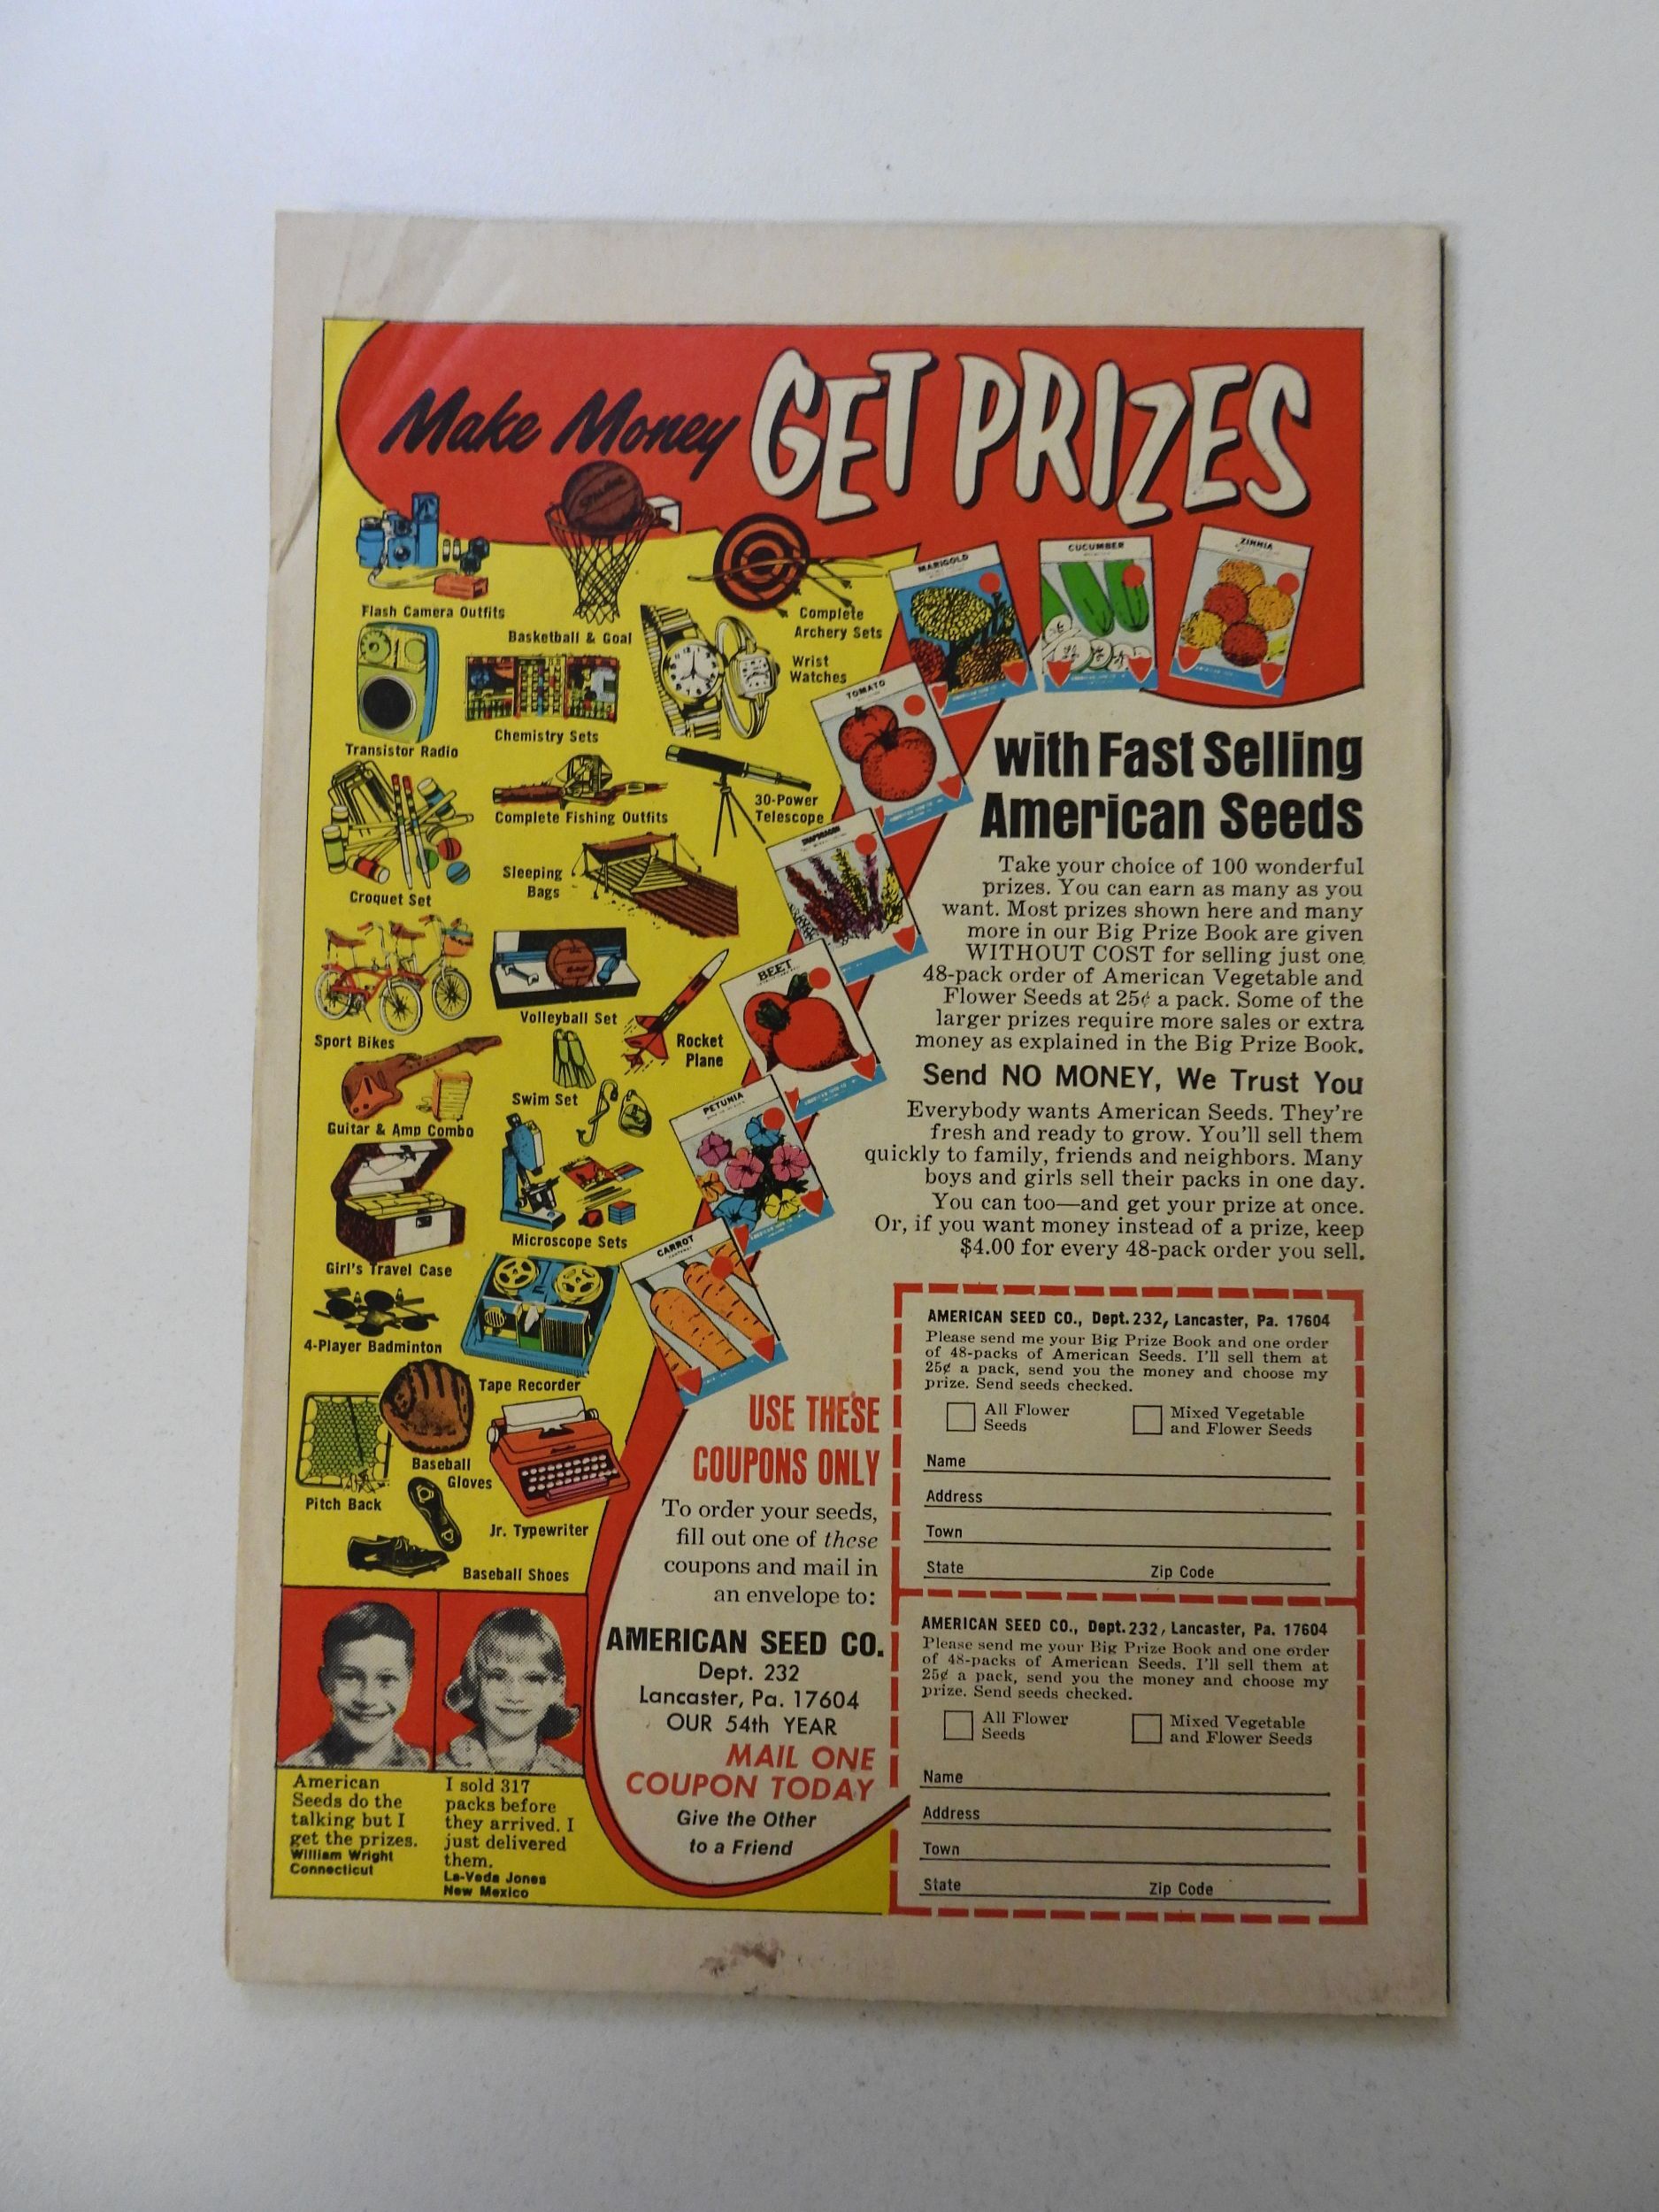 Make Money GET PRIZES
Flash Camera Outfits
Basketball & Goal
Complete
Archery Sets
Wrist
Watches
Transistor Radio
Chemistry Sets
30-Power
Telescope
Complete Fishing Outfits
Croquet Set
Sleeping
Bags
Sport Bikes
Volleyball Set
Rocket
Plane
Guitar & Amp Combo
Swim Set
Girl's Travel Case
Microscope Sets
4-Player Badminton
Tape Recorder
Pitch Back
Baseball
Gloves
Jr. Typewriter
Baseball Shoes
MARIGOLD
CUCUMBER
ZINNIA
TOMATO
SNAPDRAGON
BEET
PETUNIA
CARROT
with Fast Selling
American Seeds
Take your choice of 100 wonderful
prizes. You can earn as many as you
want. Most prizes shown here and many
more in our Big Prize Book are given
WITHOUT COST for selling just one
48-pack order of American Vegetable and
Flower Seeds at 25¢ a pack. Some of the
larger prizes require more sales or extra
money as explained in the Big Prize Book.
Send NO MONEY, We Trust You
Everybody wants American Seeds. They're
fresh and ready to grow. You'll sell them
quickly to family, friends and neighbors. Many
boys and girls sell their packs in one day.
You can too—and get your prize at once.
Or, if you want money instead of a prize, keep
$4.00 for every 48-pack order you sell.
USE THESE
COUPONS ONLY
To order your seeds,
fill out one of these
coupons and mail in
an envelope to:
AMERICAN SEED CO.
Dept. 232
Lancaster, Pa. 17604
OUR 54th YEAR
MAIL ONE
COUPON TODAY
Give the Other
to a Friend
AMERICAN SEED CO., Dept. 232, Lancaster, Pa. 17604
Please send me your Big Prize Book and one order
of 48-packs of American Seeds. I'll sell them at
25¢ a pack, send you the money and choose my
prize. Send seeds checked.
All Flower
Seeds
Mixed Vegetable
and Flower Seeds
Name
Address
Town
State Zip Code
AMERICAN SEED CO., Dept. 232, Lancaster, Pa. 17604
Please send me your Big Prize Book and one order
of 48-packs of American Seeds. I'll sell them at
25¢ a pack, send you the money and choose my
prize. Send seeds checked.
All Flower
Seeds
Mixed Vegetable
and Flower Seeds
Name
Address
Town
State Zip Code
American
Seeds do the
talking but I
get the prizes.
William Wright
Connecticut
I sold 317
packs before
they arrived. I
just delivered
them.
La-Veda Jones
New Mexico